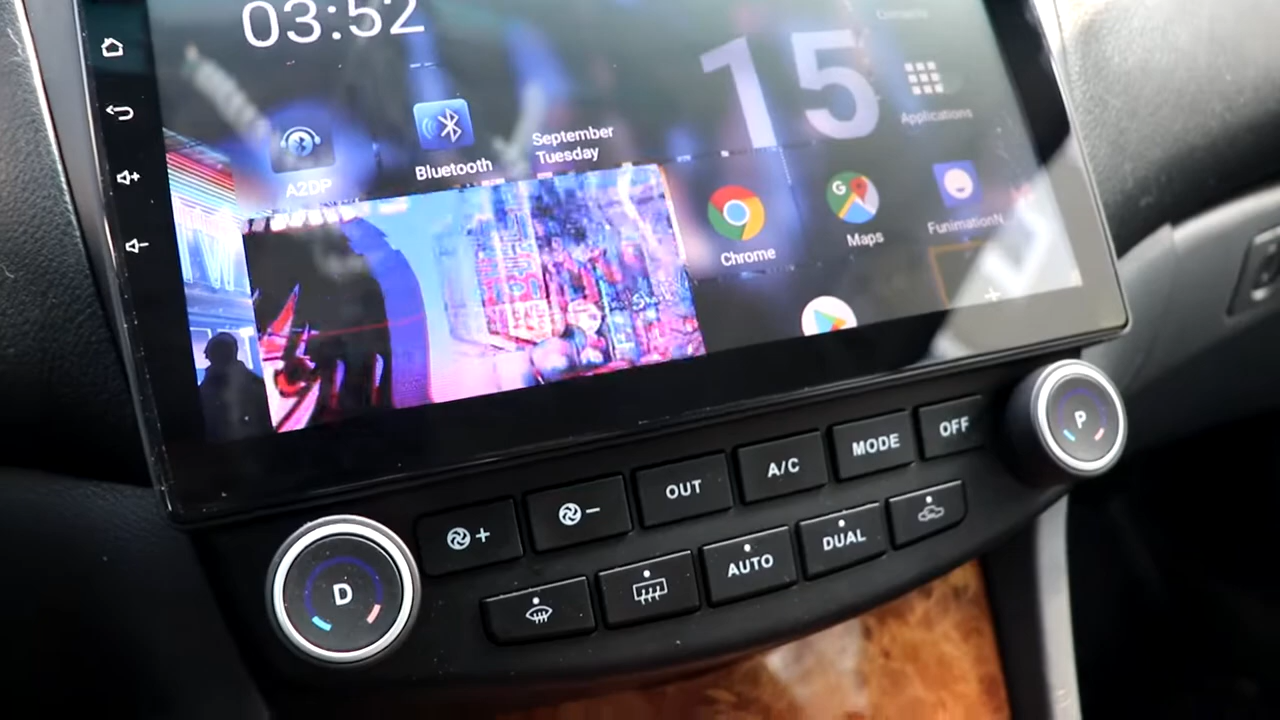 03:52
15
Applications
Bluetooth
A2DP
September
Tuesday
Chrome
Maps
FunimationN...
OFF
MODE
A/C
OUT
DUAL
AUTO
D
P